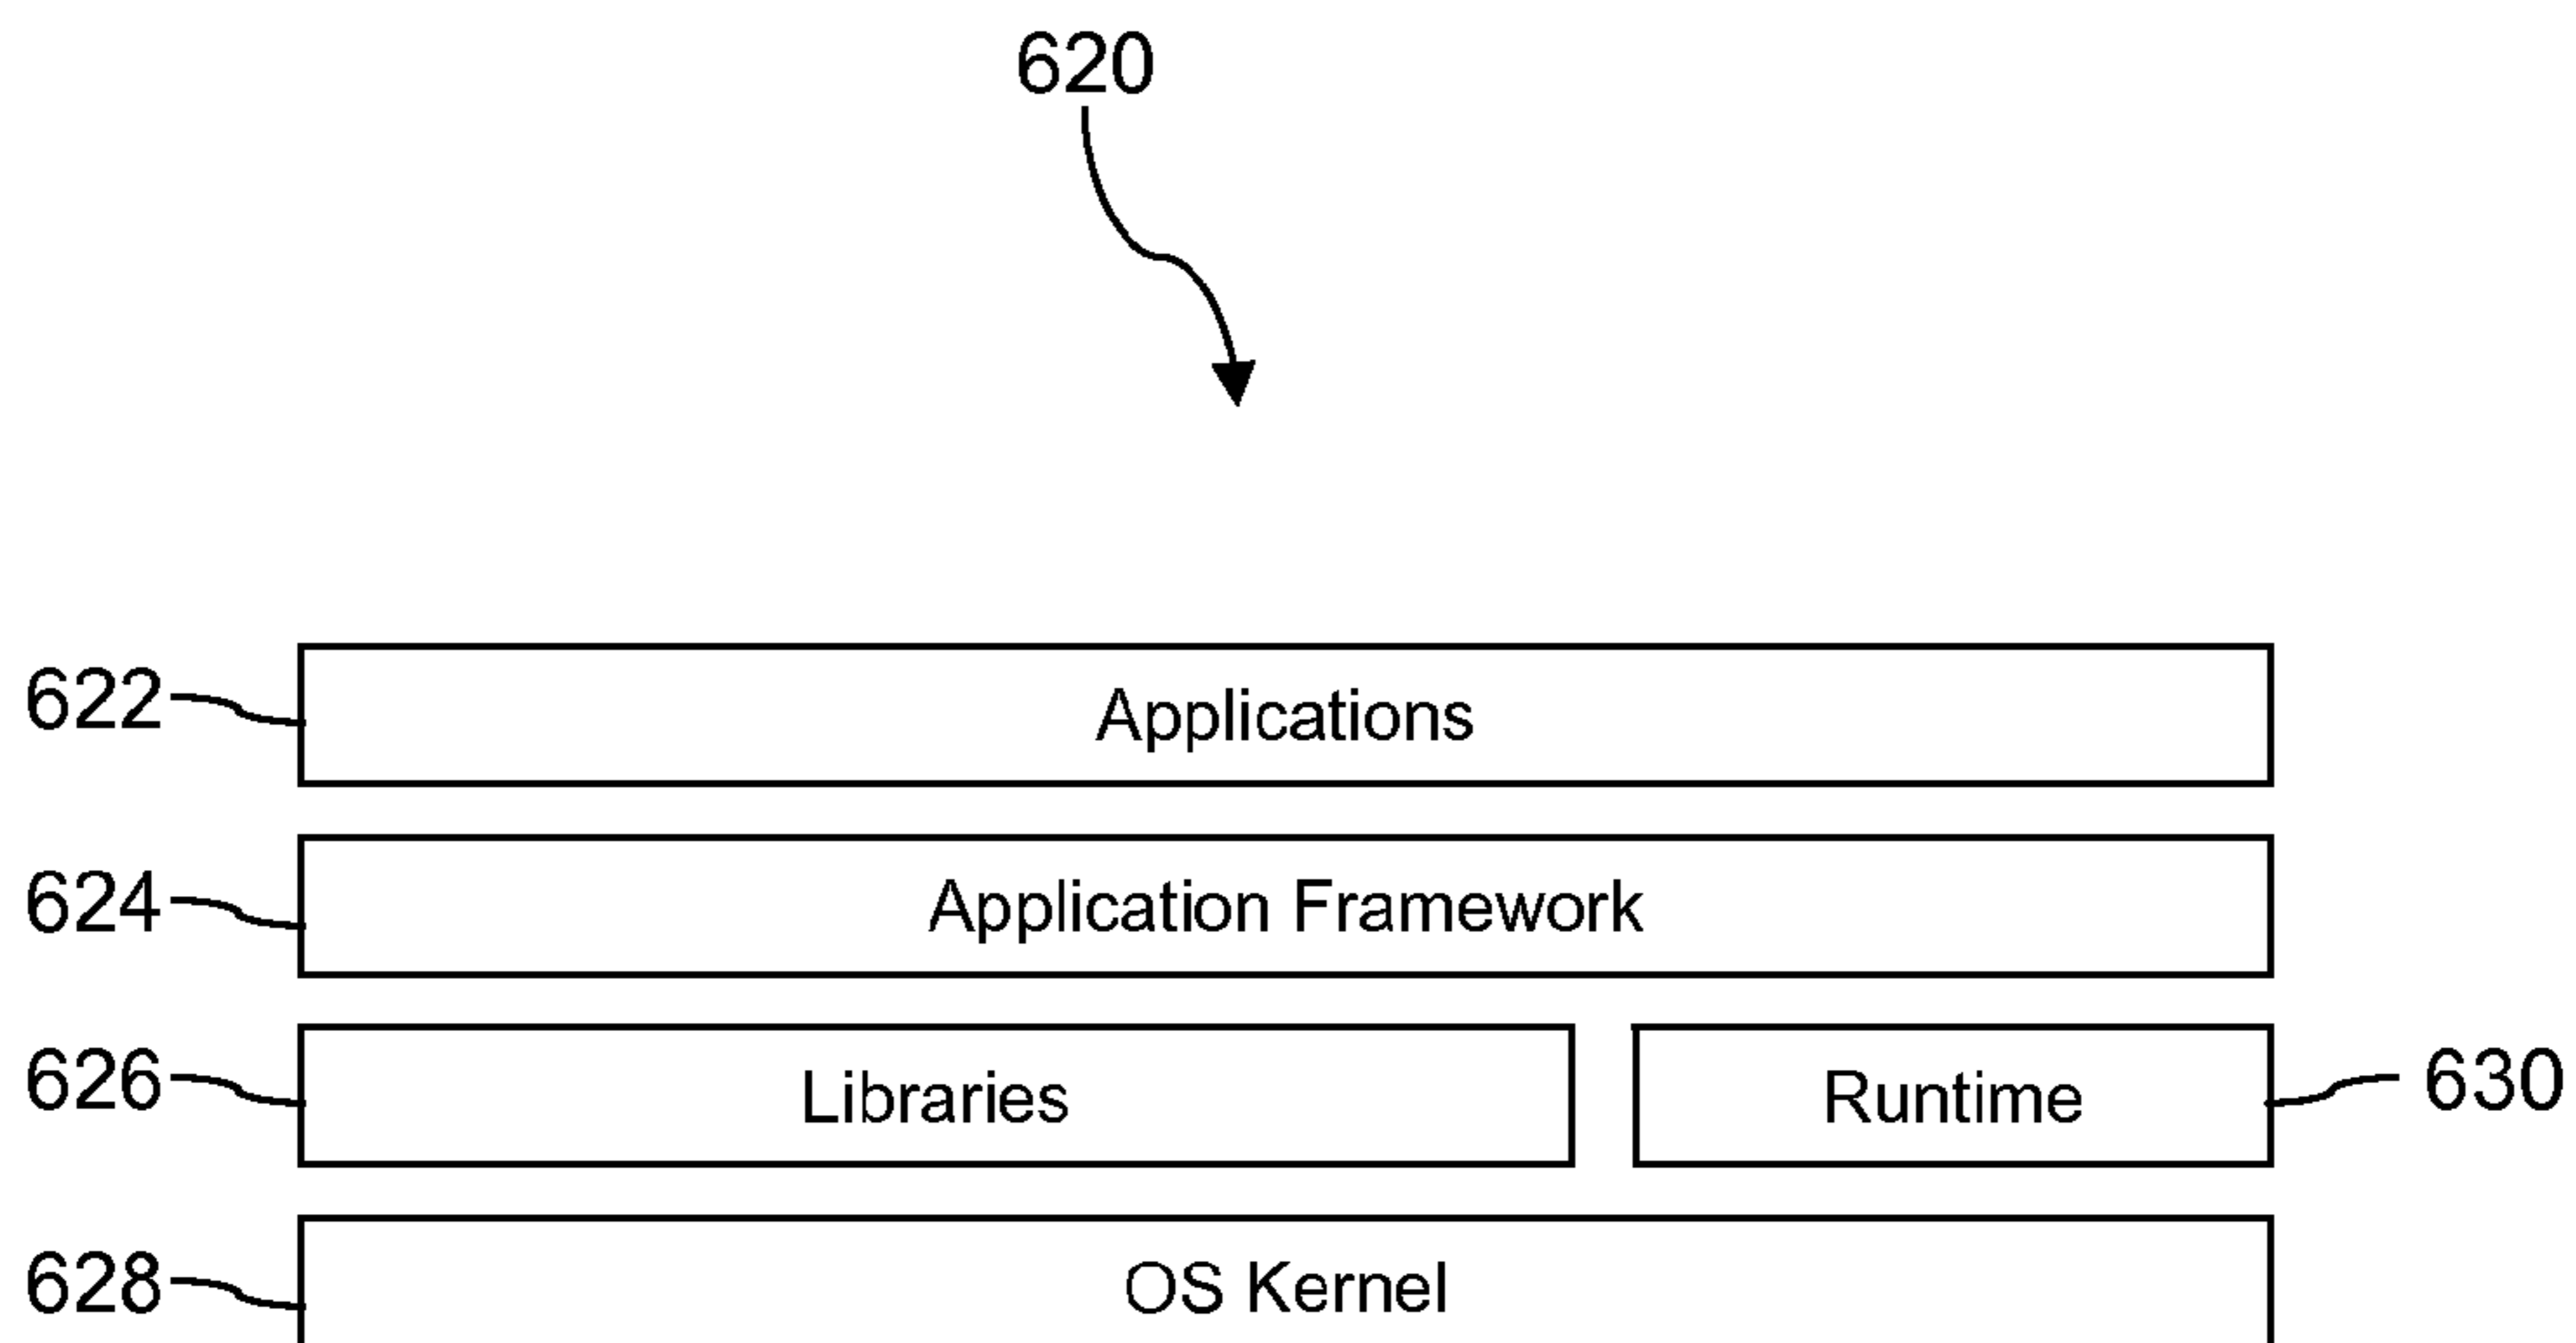 620
622 Applications
624 Application Framework
626 Libraries Runtime 630
628 OS Kernel